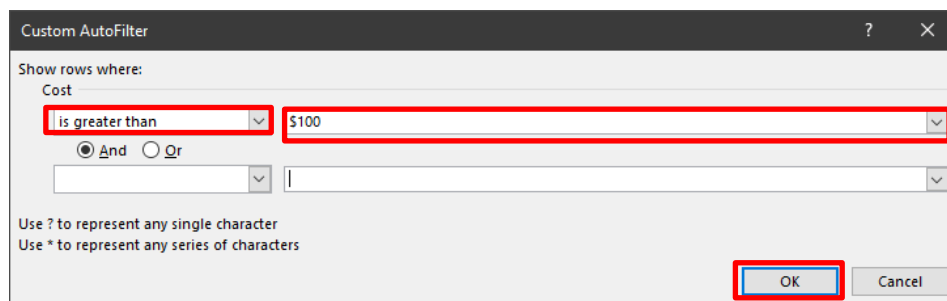 Custom AutoFilter ?
Show rows where:
Cost
is greater than $100
And Or
Use ? to represent any single character
Use * to represent any series of characters
OK Cancel